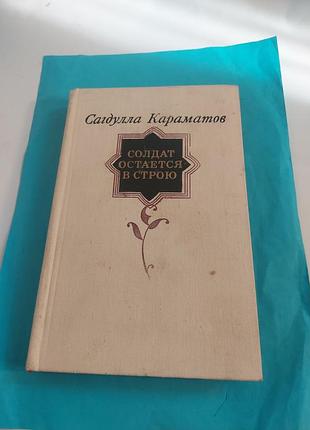 Сагдулла Караматов
СОЛДАТ
ОСТАЕТСЯ
В СТРОЮ